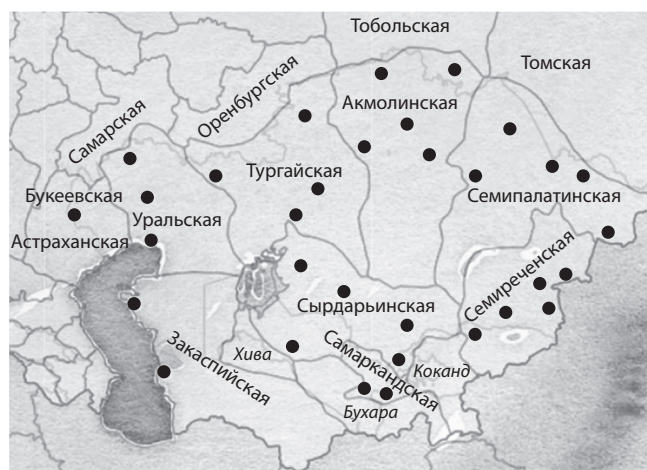 Тобольская
Томская
Оренбургская
Акмолинская
Самарская
Тургайская
Букеевская
Семипалатинская
Уральская
Астраханская
Семиреченская
Сырдарьинская
Закаспийская
Хива
Самаркандская
Коканд
Бухара